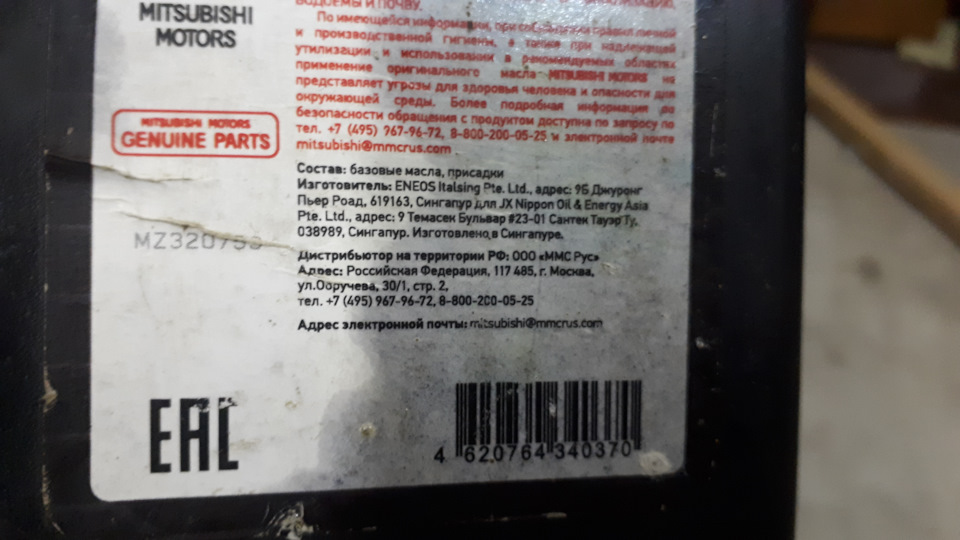 MITSUBISHI
MOTORS
ВОДОЕМЫ И ПОЧВУ.
По имеющейся информации, при соблюдении правил личной
и производственной гигиены, а также при надлежащей
утилизации и использовании в рекомендуемых областях
применение оригинального масла MITSUBISHI MOTORS не
представляет угрозы для здоровья человека и опасности для
окружающей среды. Более подробная информация по
безопасности обращения с продуктом доступна по запросу по
тел. +7 (495) 967-96-72, 8-800-200-05-25 и электронной почте
mitsubishi@mmcrus.com
MITSUBISHI MOTORS
GENUINE PARTS
Состав: базовые масла, присадки
Изготовитель: ENEOS Italsing Pte. Ltd., адрес: 9Б Джуронг
Пьер Роад, 619163, Сингапур для JX Nippon Oil & Energy Asia
Pte. Ltd., адрес: 9 Темасек Бульвар #23-01 Сантек Тауэр Ту,
038989, Сингапур. Изготовлено в Сингапуре.
MZ320753
Дистрибьютор на территории РФ: ООО «ММС Рус»
Адрес: Российская Федерация, 117 485, г. Москва,
ул.Обручева, 30/1, стр. 2,
тел. +7 (495) 967-96-72, 8-800-200-05-25
Адрес электронной почты: mitsubishi@mmcrus.com
EAC
4 620764 340370